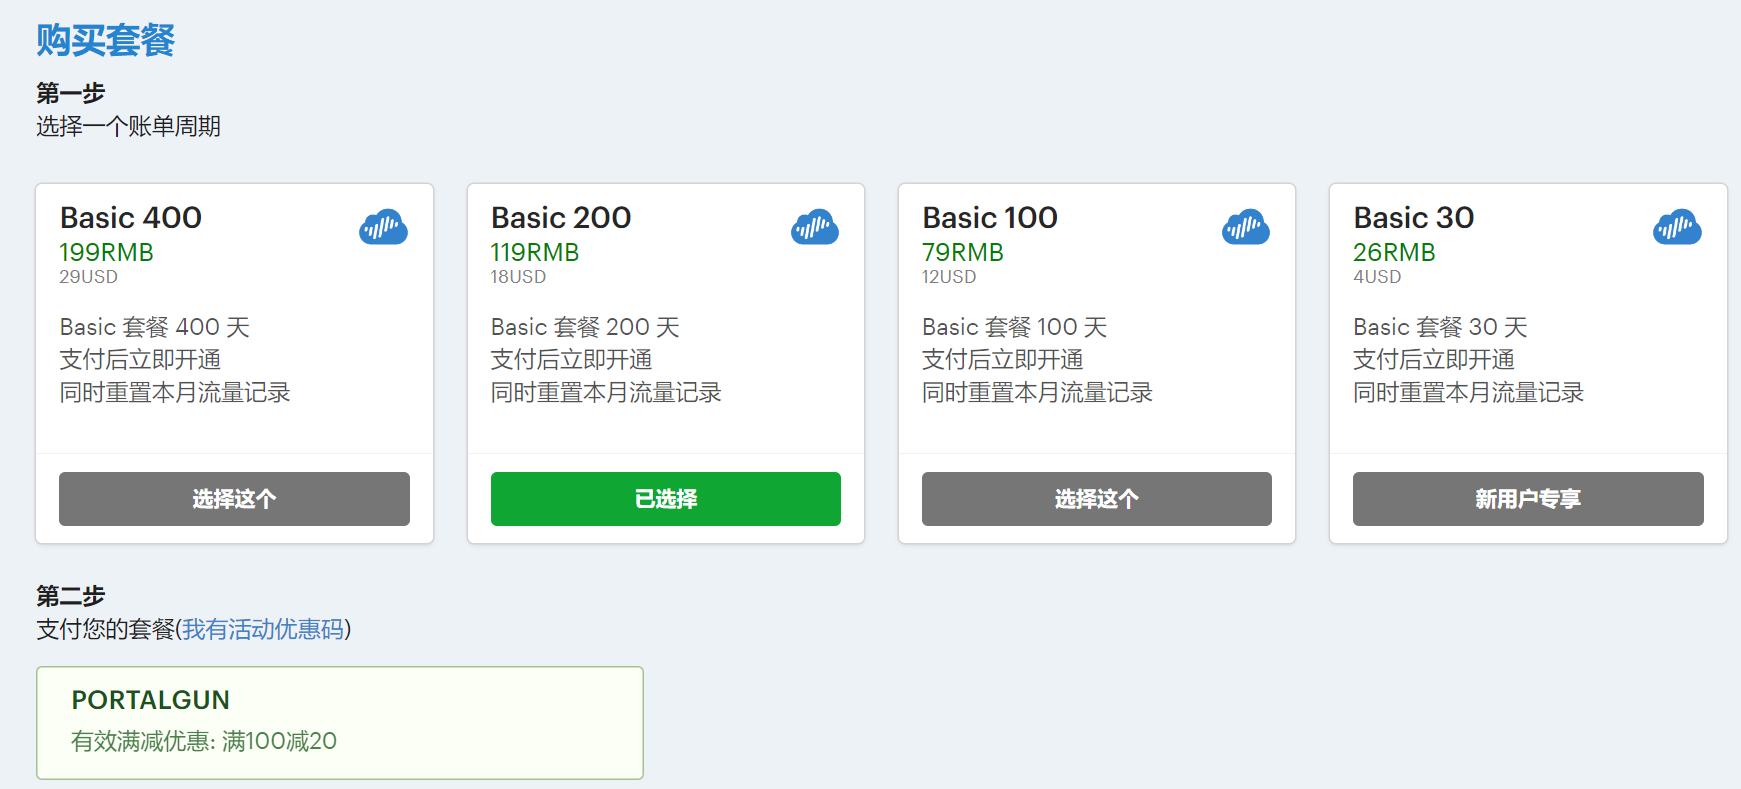 购买套餐
第一步
选择一个账单周期
Basic 400
199RMB
29USD
Basic 套餐 400 天
支付后立即开通
同时重置本月流量记录
选择这个
Basic 200
119RMB
18USD
Basic 套餐 200 天
支付后立即开通
同时重置本月流量记录
已选择
Basic 100
79RMB
12USD
Basic 套餐 100 天
支付后立即开通
同时重置本月流量记录
选择这个
Basic 30
26RMB
4USD
Basic 套餐 30 天
支付后立即开通
同时重置本月流量记录
新用户专享
第二步
支付您的套餐(我有活动优惠码)
PORTALGUN
有效满减优惠: 满100减20